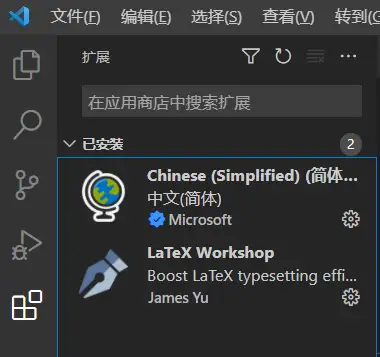 文件(F) 编辑(E) 选择(S) 查看(V) 转到(G
扩展
在应用商店中搜索扩展
已安装 2
Chinese (Simplified) (简体...
中文(简体)
Microsoft
LaTeX Workshop
Boost LaTeX typesetting effi...
James Yu